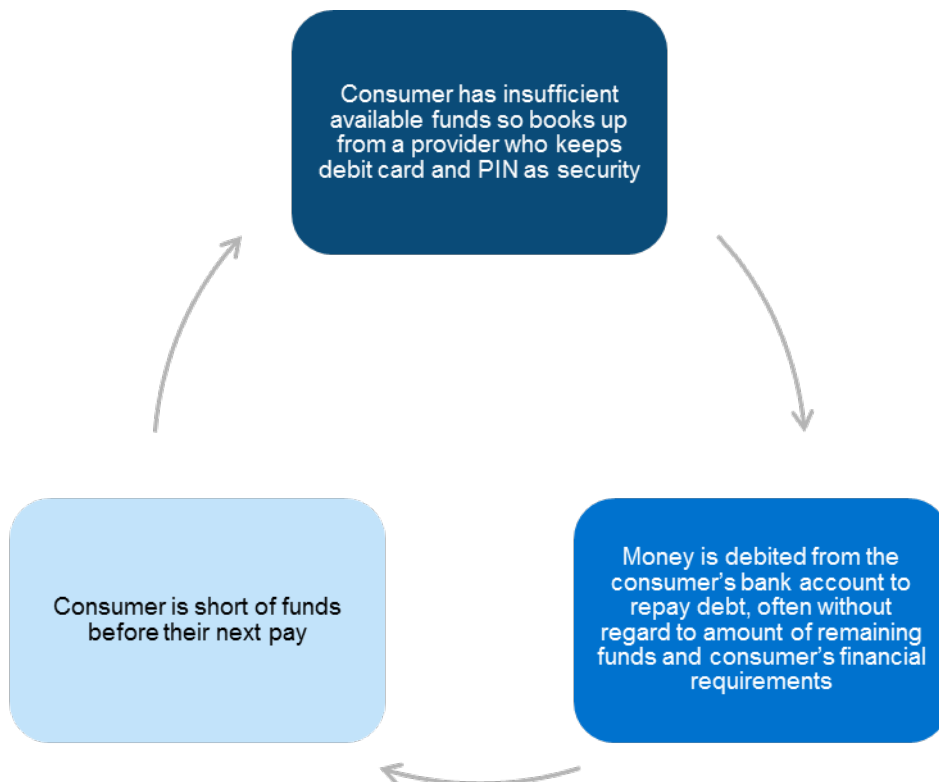 Consumer has insufficient
available funds so books up
from a provider who keeps
debit card and PIN as security
Money is debited from the
consumer’s bank account to
repay debt, often without
regard to amount of remaining
funds and consumer’s financial
requirements
Consumer is short of funds
before their next pay